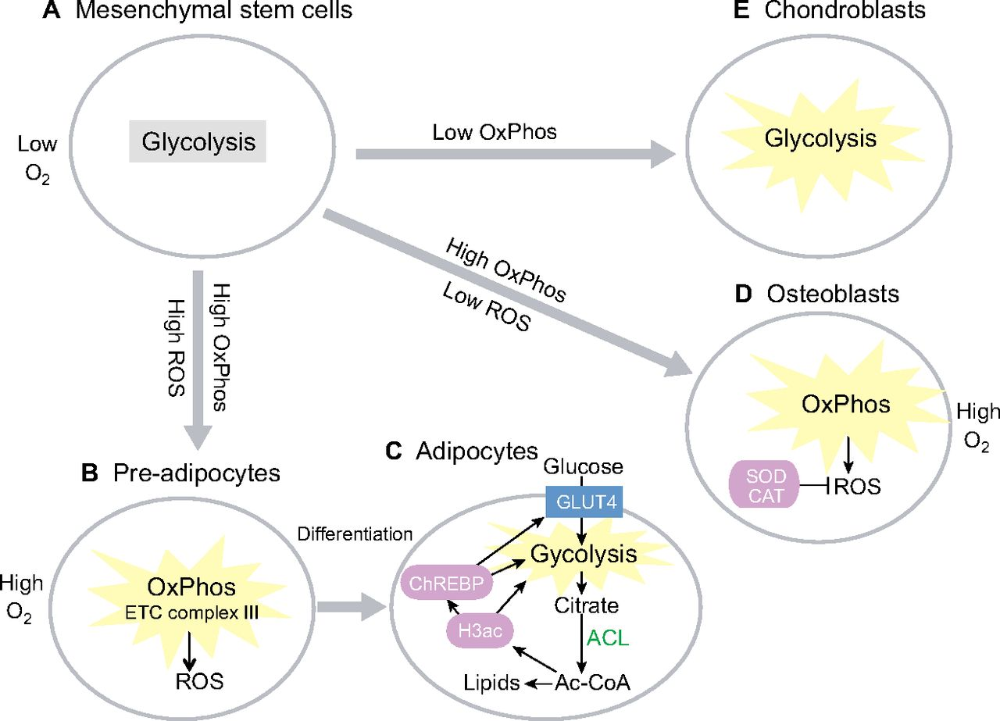 A Mesenchymal stem cells
Low
O2
Glycolysis
Low OxPhos
E Chondroblasts
Glycolysis
High OxPhos
Low ROS
High OxPhos
High ROS
D Osteoblasts
OxPhos
High
O2
SOD
CAT
ROS
B Pre-adipocytes
High
O2
OxPhos
ETC complex III
ROS
Differentiation
C Adipocytes
Glucose
GLUT4
Gycolysis
ChREBP
Citrate
H3ac
ACL
Lipids
Ac-CoA